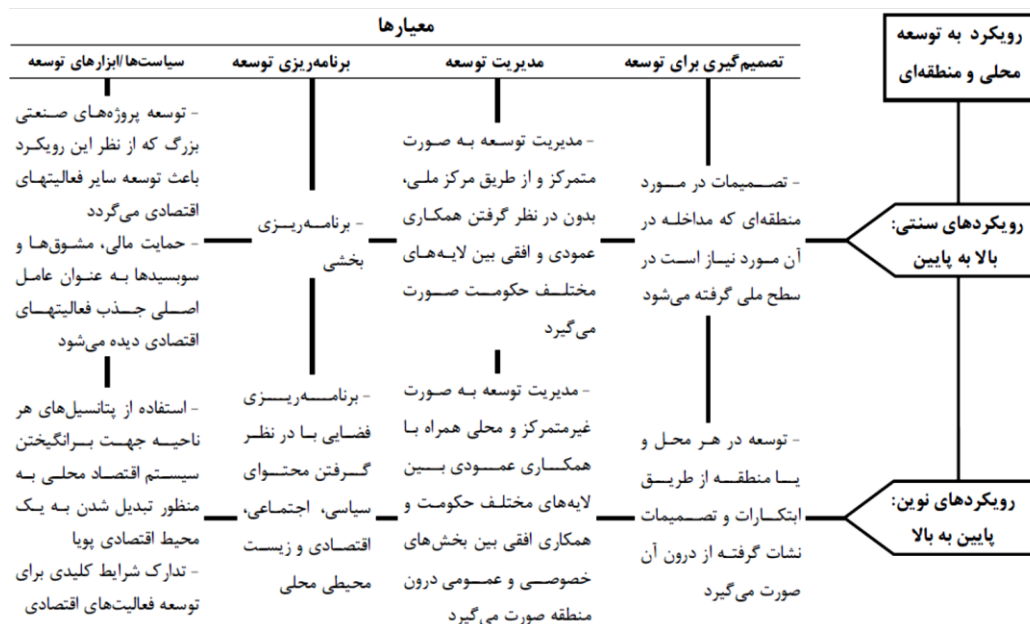 معیارها
رویکرد به توسعه
محلی و منطقه‌ای
تصمیم‌گیری برای توسعه
مدیریت توسعه
برنامه‌ریزی توسعه
سیاست‌ها/ابزارهای توسعه
رویکردهای سنتی:
بالا به پایین
- تصمیمات در مورد
منطقه‌ای که مداخله در
آن مورد نیاز است در
سطح ملی گرفته می‌شود
- مدیریت توسعه به صورت
متمرکز و از طریق مرکز ملی،
بدون در نظر گرفتن همکاری
عمودی و افقی بین لایه‌های
مختلف حکومت صورت
می‌گیرد
- برنامه‌ریزی
بخشی
- توسعه پروژه‌های صنعتی
بزرگ که از نظر این رویکرد
باعث توسعه سایر فعالیتهای
اقتصادی می‌گردد
- حمایت مالی، مشوق‌ها و
سوبسیدها به عنوان عامل
اصلی جذب فعالیتهای
اقتصادی دیده می‌شود
رویکردهای نوین:
پایین به بالا
- توسعه در هر محل و
یا منطقه از طریق
ابتکارات و تصمیمات
نشات گرفته از درون آن
صورت می‌گیرد
- مدیریت توسعه به صورت
غیرمتمرکز و محلی همراه با
همکاری عمودی بین
لایه‌های مختلف حکومت و
همکاری افقی بین بخش‌های
خصوصی و عمومی درون
منطقه صورت می‌گیرد
- برنامه‌ریزی
فضایی با در نظر
گرفتن محتوای
سیاسی، اجتماعی،
اقتصادی و زیست
محیطی محلی
- استفاده از پتانسیل‌های هر
ناحیه جهت برانگیختن
سیستم اقتصاد محلی به
منظور تبدیل شدن به یک
محیط اقتصادی پویا
- تدارک شرایط کلیدی برای
توسعه فعالیت‌های اقتصادی